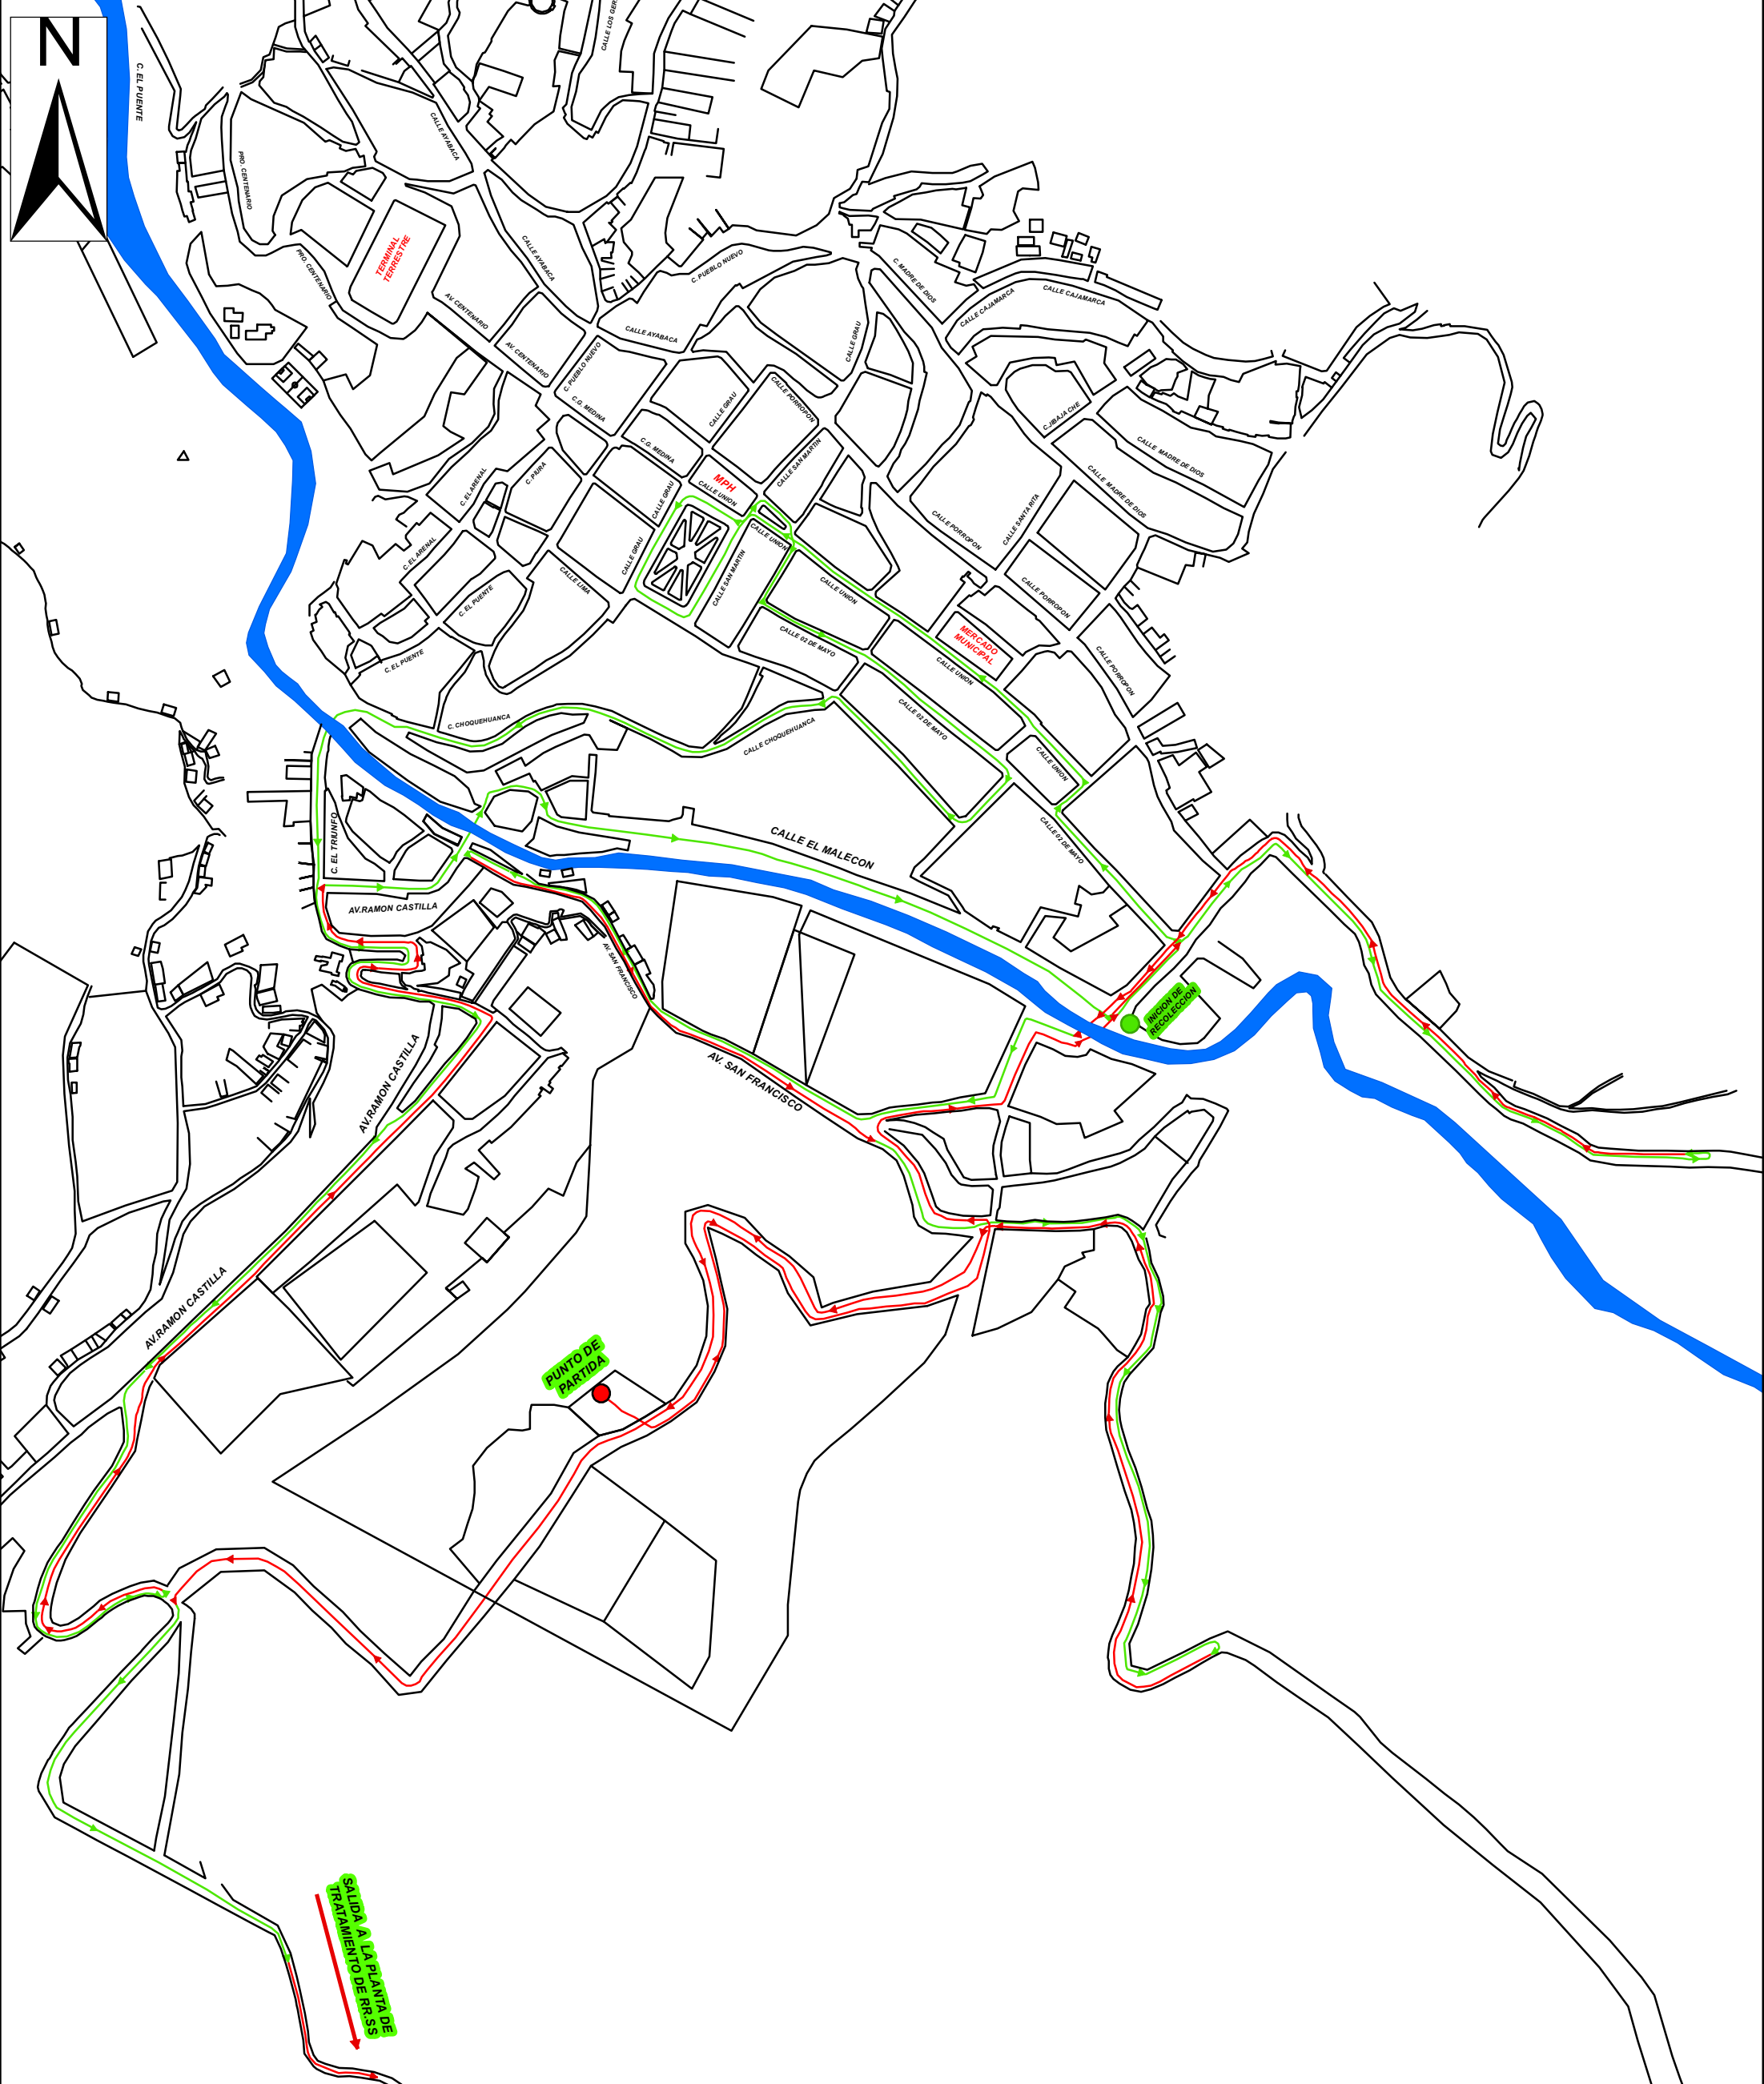 N
C. EL PUENTE
CALLE LOS GER
CALLE AYABACA
PRO. CENTENARIO
TERMINAL
TERRESTRE
CALLE AYABACA
PRO. CENTENARIO
C. PUEBLO NUEVO
C. MADRE DE DIOS
CALLE CAJAMARCA
CALLE CAJAMARCA
AV CENTENARIO
CALLE AYABACA
CALLE GRAU
AV. CENTENARIO
C. PUEBLO NUEVO
C.G. MEDINA
CALLE GRAU
CALLE PORROPON
C.JIBAJA CHE
C.G. MEDINA
CALLE SAN MARTIN
CALLE MADRE DE DIOS
C. EL ARENAL
C. PIURA
MPH
CALLE UNION
CALLE GRAU
CALLE MADRE DE DIOS
CALLE PORROPON
CALLE SANTA RITA
C. EL ARENAL
CALLE GRAU
CALLE UNION
CALLE SAN MARTIN
CALLE LIMA
CALLE UNION
CALLE PORROPON
C. EL PUENTE
CALLE 02 DE MAYO
MERCADO
MUNICIPAL
C. EL PUENTE
CALLE UNION
CALLE PORROPON
C. CHOQUEHUANCA
CALLE CHOQUEHUANCA
CALLE 02 DE MAYO
CALLE UNION
C. EL TRIUNFO
CALLE EL MALECON
CALLE 02 DE MAYO
AV.RAMON CASTILLA
AV. SAN FRANCISCO
INICION DE
RECOLECCION
AV.RAMON CASTILLA
AV. SAN FRANCISCO
AV.RAMON CASTILLA
PUNTO DE
PARTIDA
SALIDA A LA PLANTA DE
TRATAMIENTO DE RR.SS